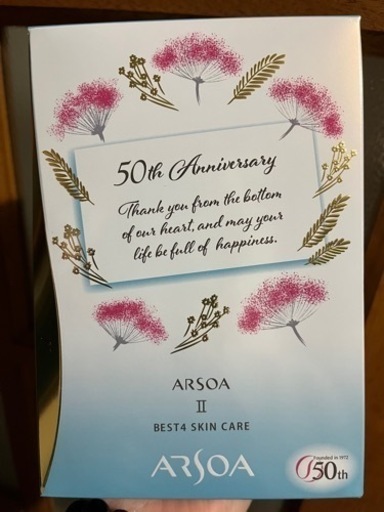 50th Anniversary
Thank you from the bottom
of our heart, and may your
life be full of happiness.
ARSOA
II
BEST4 SKIN CARE
ARSOA
Founded in 1972
50th